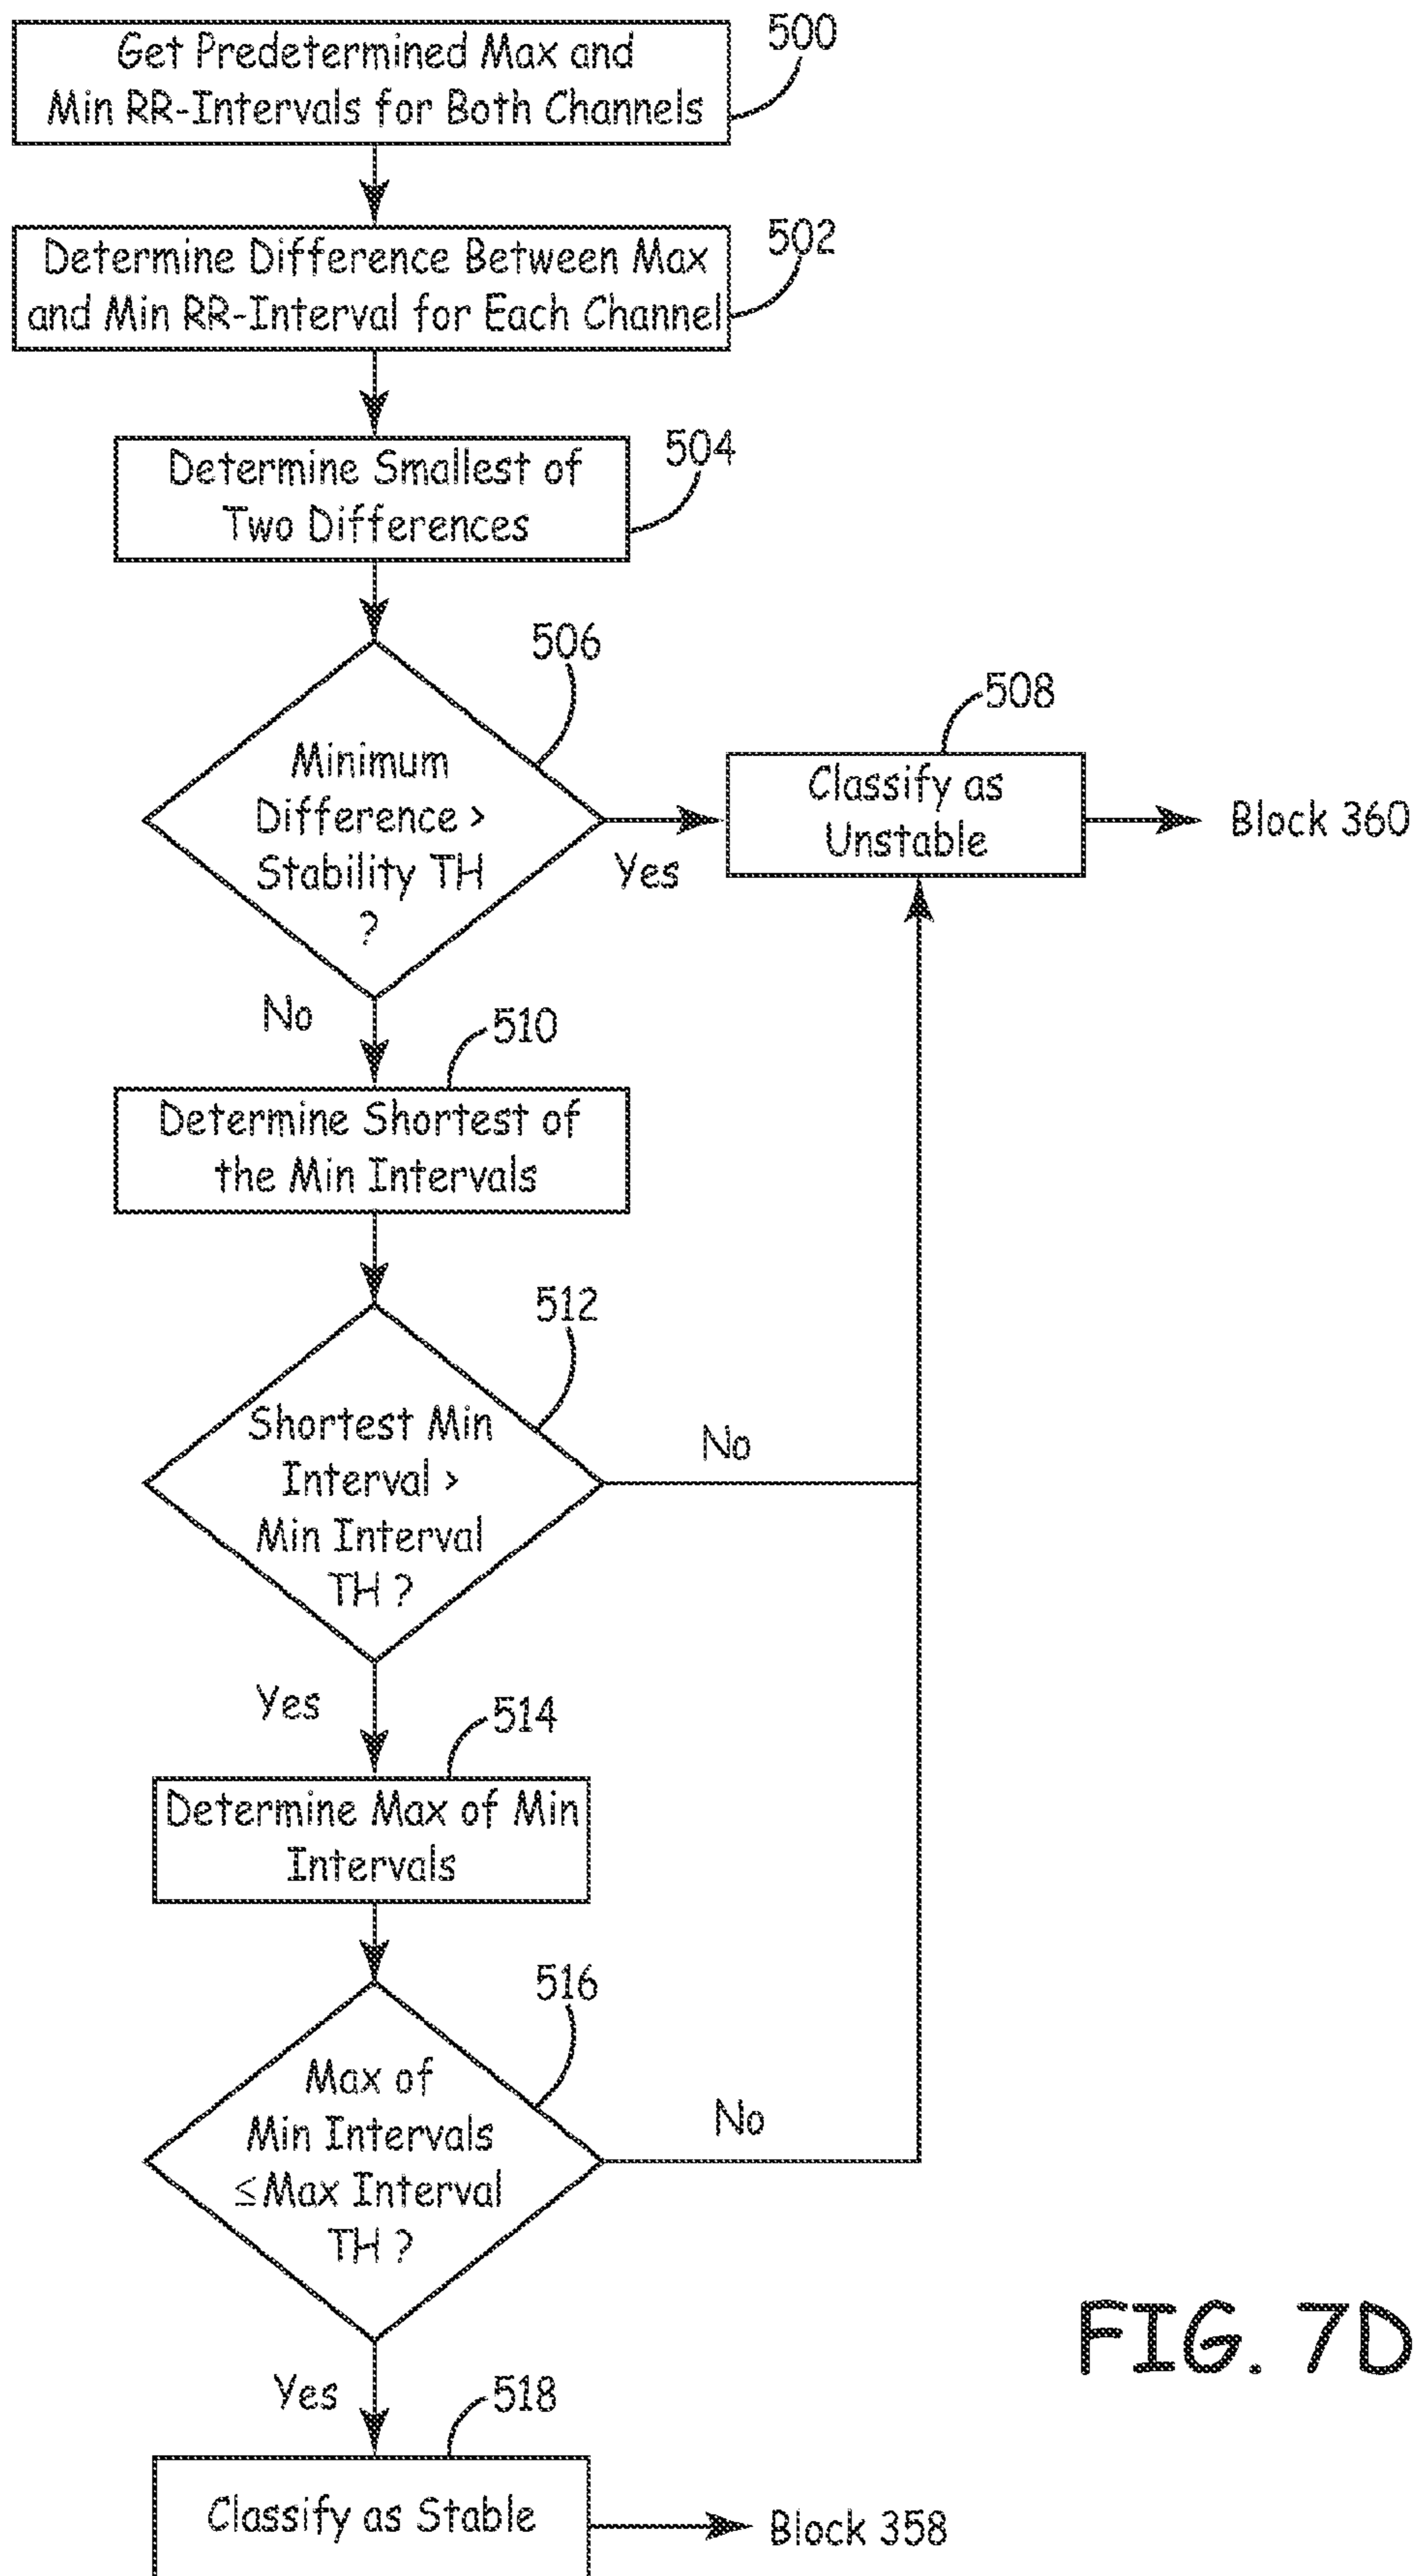 500
Get Predetermined Max and
Min RR-Intervals for Both Channels
502
Determine Difference Between Max
and Min RR-Interval for Each Channel
504
Determine Smallest of
Two Differences
506
Minimum
Difference >
Stability TH
?
Yes
508
Classify as
Unstable
Block 360
No
510
Determine Shortest of
the Min Intervals
512
Shortest Min
Interval >
Min Interval
TH ?
No
Yes
514
Determine Max of Min
Intervals
516
Max of
Min Intervals
≤Max Interval
TH ?
No
Yes
518
Classify as Stable
Block 358
FIG. 7D